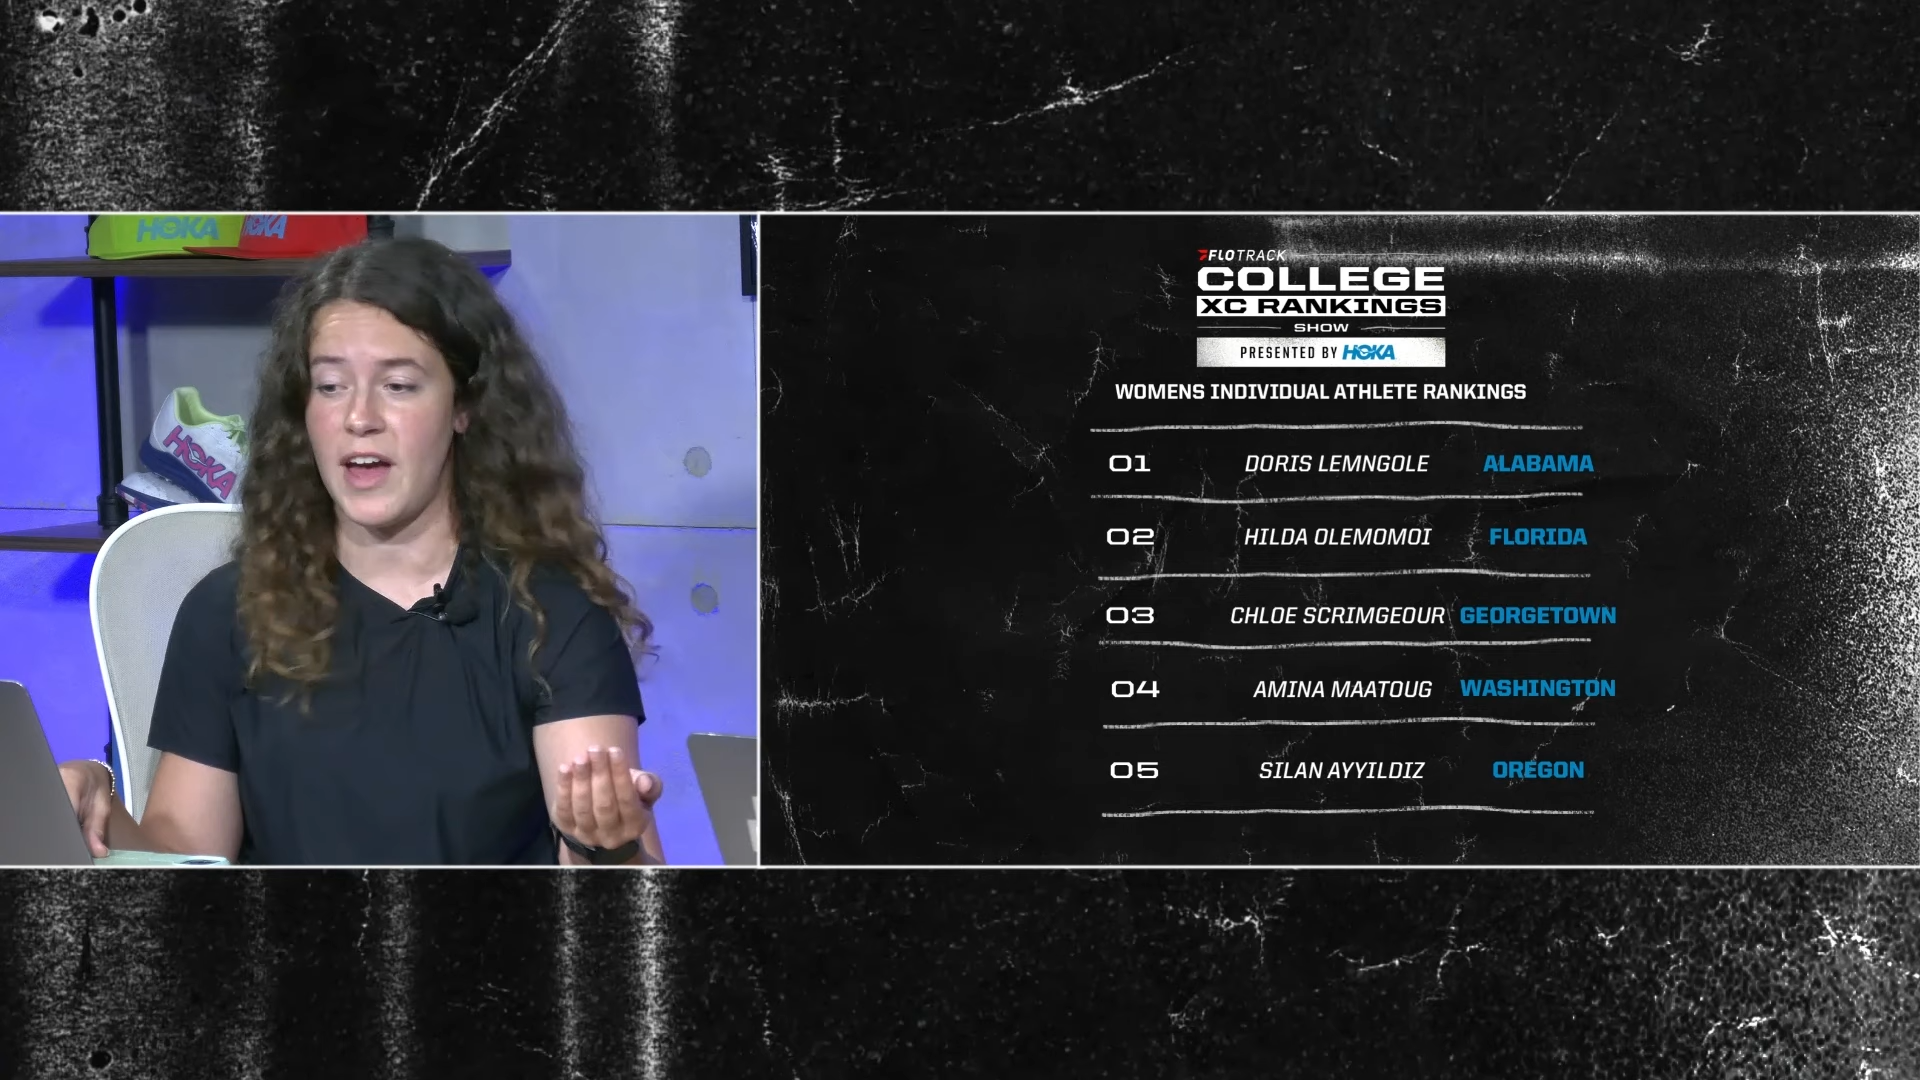 HOKA
HOKA
HOKA
FLOTRACK
COLLEGE
XC RANKINGS
SHOW
PRESENTED BY HOKA
WOMENS INDIVIDUAL ATHLETE RANKINGS
01 DORIS LEMNGOLE ALABAMA
02 HILDA OLEMOMOI FLORIDA
03 CHLOE SCRIMGEOUR GEORGETOWN
04 AMINA MAATOUG WASHINGTON
05 SILAN AYYILDIZ OREGON